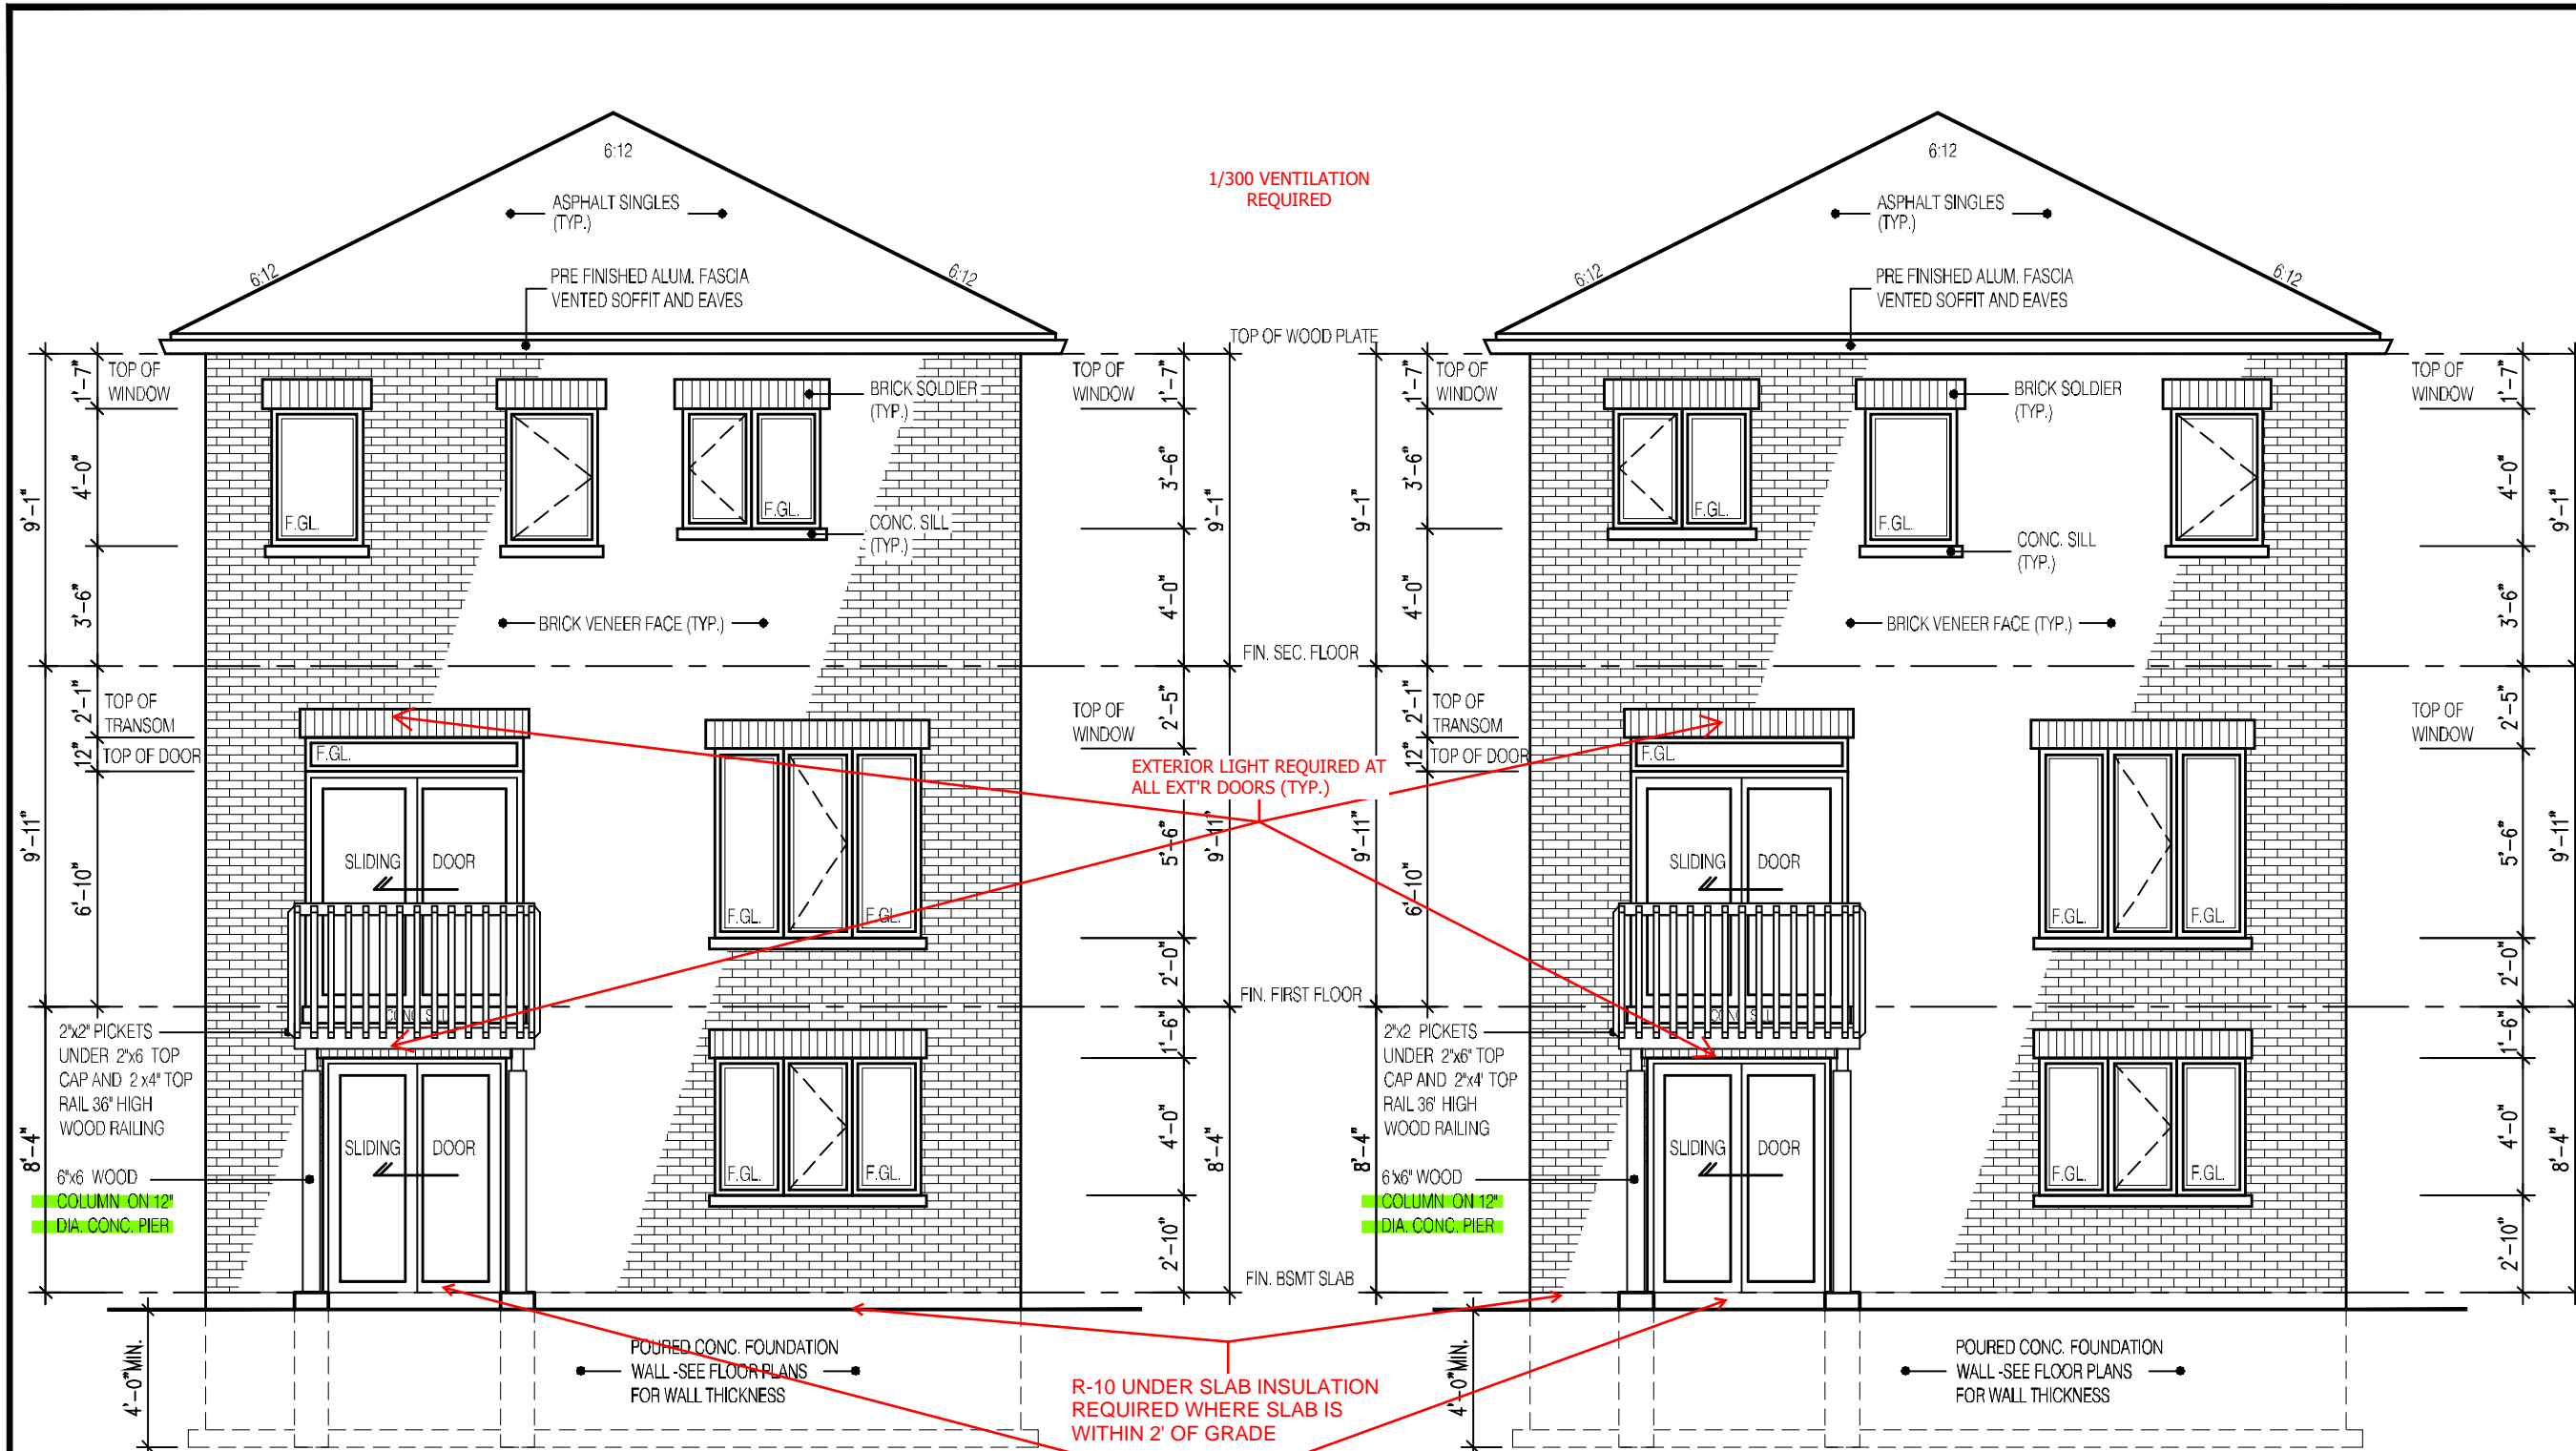 6:12
ASPHALT SINGLES
(TYP.)
6:12
6:12
PRE FINISHED ALUM. FASCIA
VENTED SOFFIT AND EAVES
1/300 VENTILATION
REQUIRED
6:12
ASPHALT SINGLES
(TYP.)
6:12
6:12
PRE FINISHED ALUM. FASCIA
VENTED SOFFIT AND EAVES
TOP OF WOOD PLATE
9'-1"
9'-11"
8'-4"
1'-7"
4'-0"
3'-6"
2'-1"
12"
6'-10"
TOP OF
WINDOW
TOP OF
TRANSOM
TOP OF DOOR
F.GL.
F.GL.
BRICK SOLDIER
(TYP.)
CONC. SILL
(TYP.)
BRICK VENEER FACE (TYP.)
F.GL.
SLIDING DOOR
F.GL.
F.GL.
CONC. SILL
2"x2" PICKETS
UNDER 2"x6 TOP
CAP AND 2 x4" TOP
RAIL 36" HIGH
WOOD RAILING
6"x6 WOOD
COLUMN ON 12"
DIA. CONC. PIER
SLIDING DOOR
F.GL.
F.GL.
4'-0"MIN.
POURED CONC. FOUNDATION
WALL -SEE FLOOR PLANS
FOR WALL THICKNESS
TOP OF
WINDOW
TOP OF
WINDOW
1'-7"
3'-6"
4'-0"
2'-5"
5'-6"
2'-0"
1'-6"
4'-0"
2'-10"
9'-1"
9'-11"
8'-4"
FIN. SEC. FLOOR
EXTERIOR LIGHT REQUIRED AT
ALL EXT'R DOORS (TYP.)
FIN. FIRST FLOOR
FIN. BSMT SLAB
R-10 UNDER SLAB INSULATION
REQUIRED WHERE SLAB IS
WITHIN 2' OF GRADE
9'-1"
9'-11"
8'-4"
1'-7"
3'-6"
4'-0"
2'-1"
12"
6'-10"
TOP OF
WINDOW
TOP OF
TRANSOM
TOP OF DOOR
F.GL.
F.GL.
BRICK SOLDIER
(TYP.)
CONC. SILL
(TYP.)
BRICK VENEER FACE (TYP.)
F.GL.
SLIDING DOOR
F.GL.
F.GL.
CONC. SILL
2"x2 PICKETS
UNDER 2"x6" TOP
CAP AND 2"x4' TOP
RAIL 36' HIGH
WOOD RAILING
6'x6" WOOD
COLUMN ON 12"
DIA. CONC. PIER
SLIDING DOOR
F.GL.
F.GL.
4'-0"MIN.
POURED CONC. FOUNDATION
WALL -SEE FLOOR PLANS
FOR WALL THICKNESS
TOP OF
WINDOW
TOP OF
WINDOW
1'-7"
4'-0"
3'-6"
2'-5"
5'-6"
2'-0"
1'-6"
4'-0"
2'-10"
9'-1"
9'-11"
8'-4"